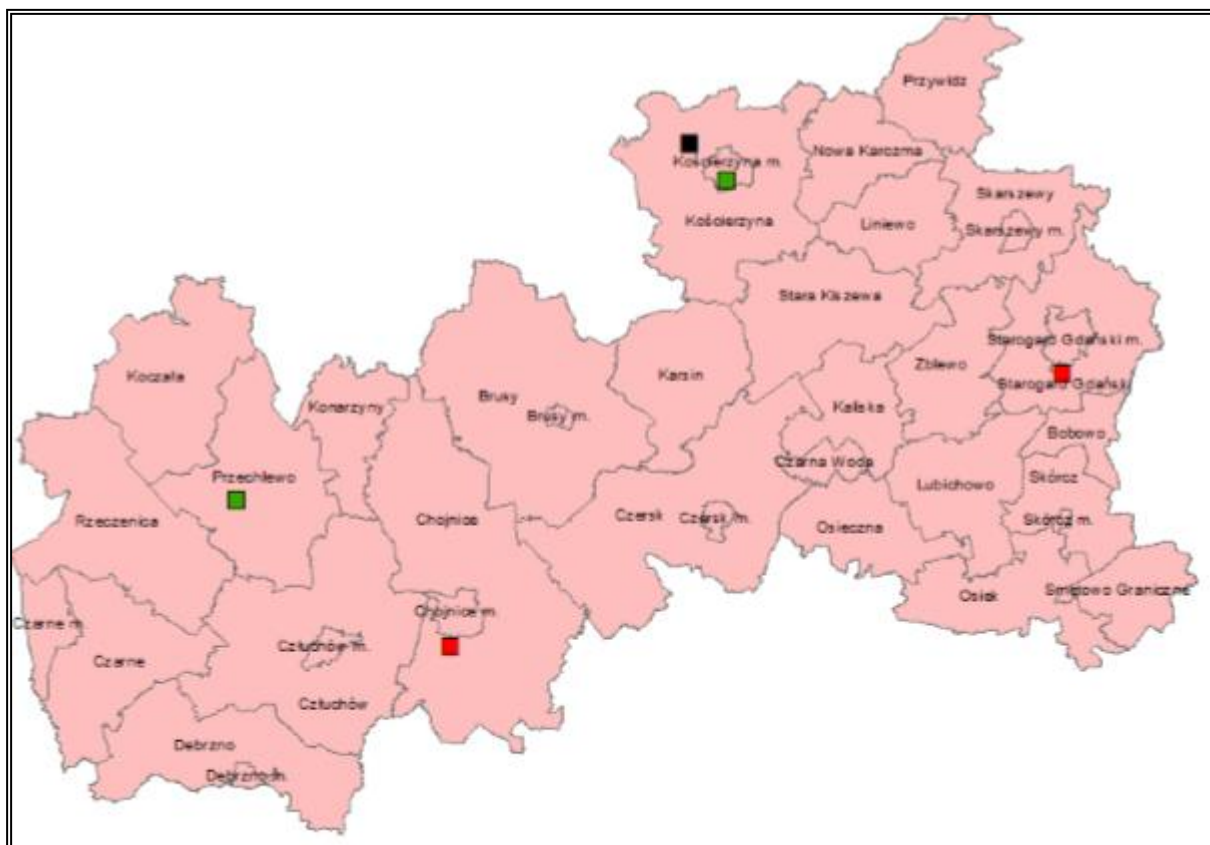 Przywidz
Nowa Karczma
Kościerzyna m.
Skarszewy
Kościerzyna
Liniewo
Skarszewy m.
Stara Kiszewa
Starogard Gdański m.
Koczała
Karsin
Zblewo
Starogard Gdański
Konarzyny
Brusy
Brusy m.
Kaliska
Bobowo
Przechlewo
Czarna Woda
Skórcz
Rzeczenica
Chojnice
Czersk
Czersk m.
Lubichowo
Skórcz m.
Osieczna
Osiek
Smętowo Graniczne
Czarne m.
Chojnice m.
Czarne
Człuchów m.
Człuchów
Debrzno
Debrzno m.